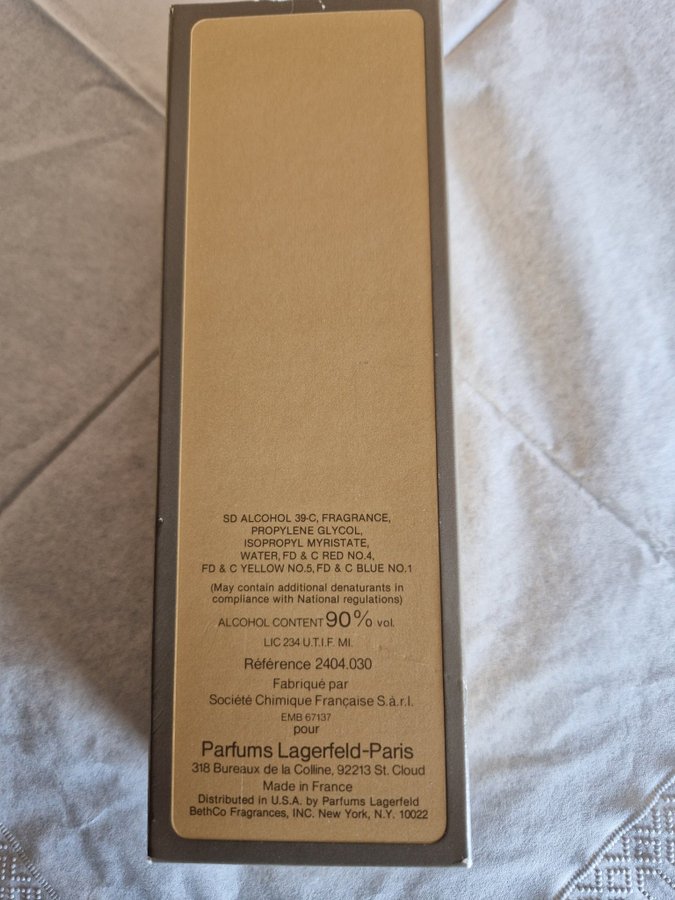 SD ALCOHOL 39-C, FRAGRANCE,
PROPYLENE GLYCOL,
ISOPROPYL MYRISTATE,
WATER, FD & C RED NO.4,
FD & C YELLOW NO.5, FD & C BLUE NO.1
(May contain additional denaturants in
compliance with National regulations)
ALCOHOL CONTENT 90% vol.
LIC 234 U.T.I.F. MI.
Référence 2404.030
Fabriqué par
Société Chimique Française S.à.r.l.
EMB 67137
pour
Parfums Lagerfeld-Paris
318 Bureaux de la Colline, 92213 St. Cloud
Made in France
Distributed in U.S.A. by Parfums Lagerfeld
BethCo Fragrances, INC. New York, N.Y. 10022